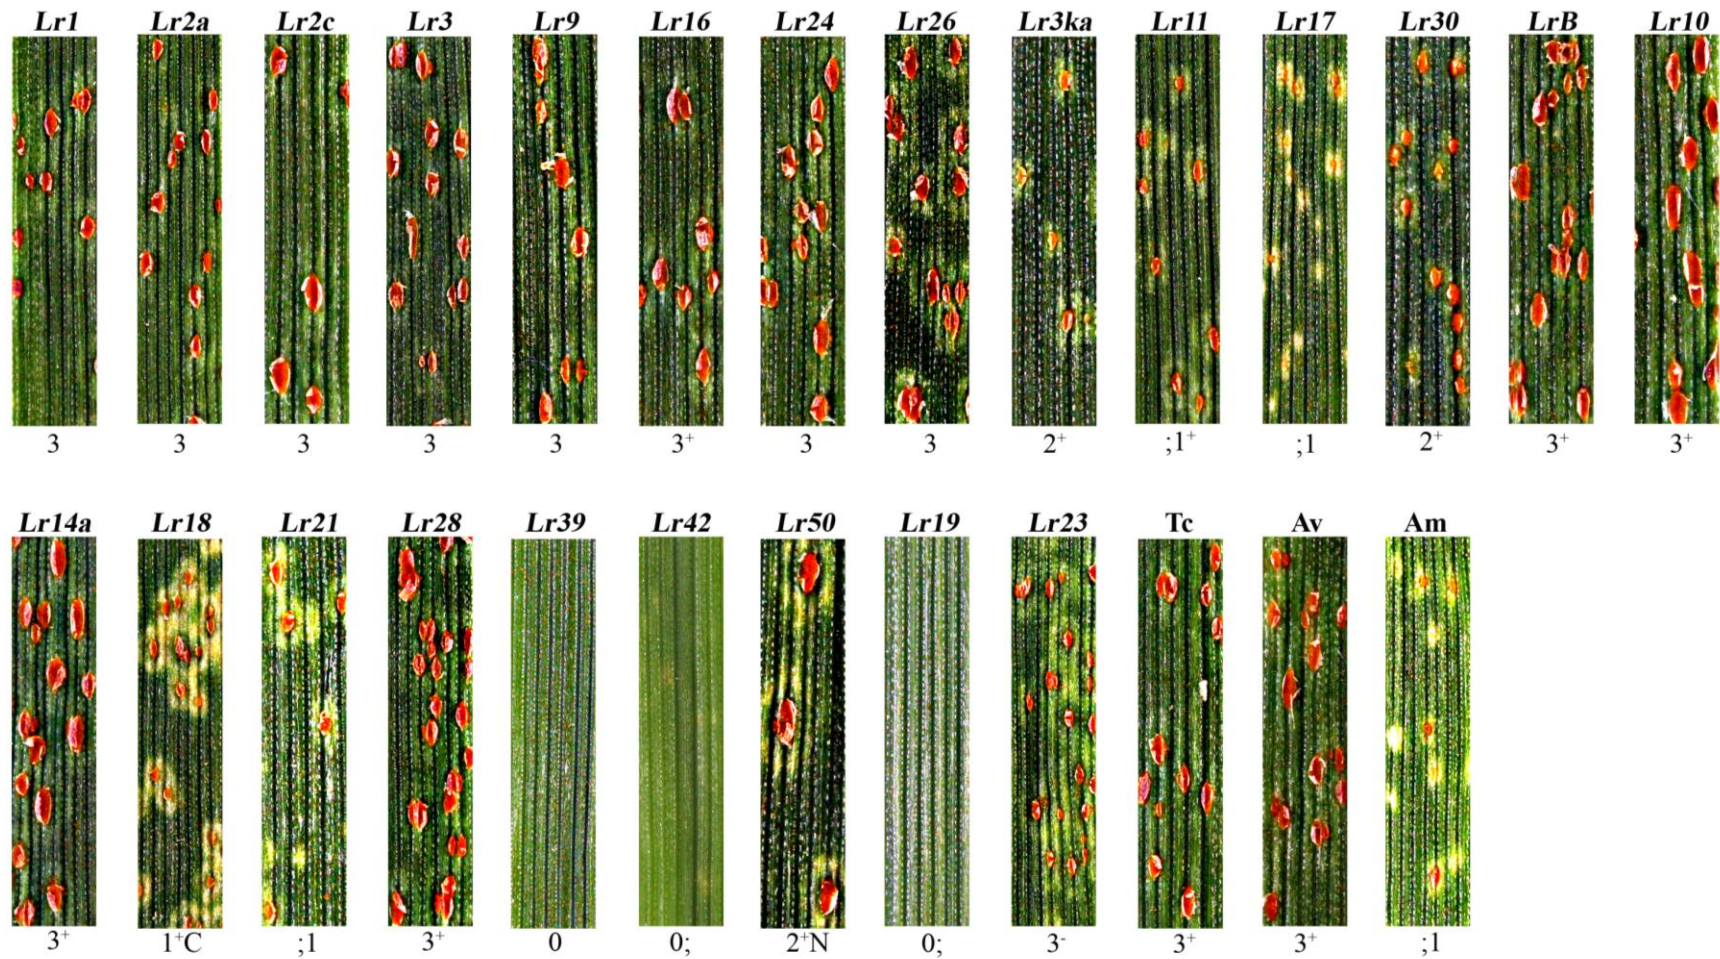 Lr1 Lr2a Lr2c Lr3 Lr9 Lr16 Lr24 Lr26 Lr3ka Lr11 Lr17 Lr30 LrB Lr10
3 3 3 3 3 3⁺ 3 3 2⁺ ;1⁺ ;1 2⁺ 3⁺ 3⁺
Lr14a Lr18 Lr21 Lr28 Lr39 Lr42 Lr50 Lr19 Lr23 Tc Av Am
3⁺ 1⁺C ;1 3⁺ 0 0; 2⁺N 0; 3⁻ 3⁺ 3⁺ ;1